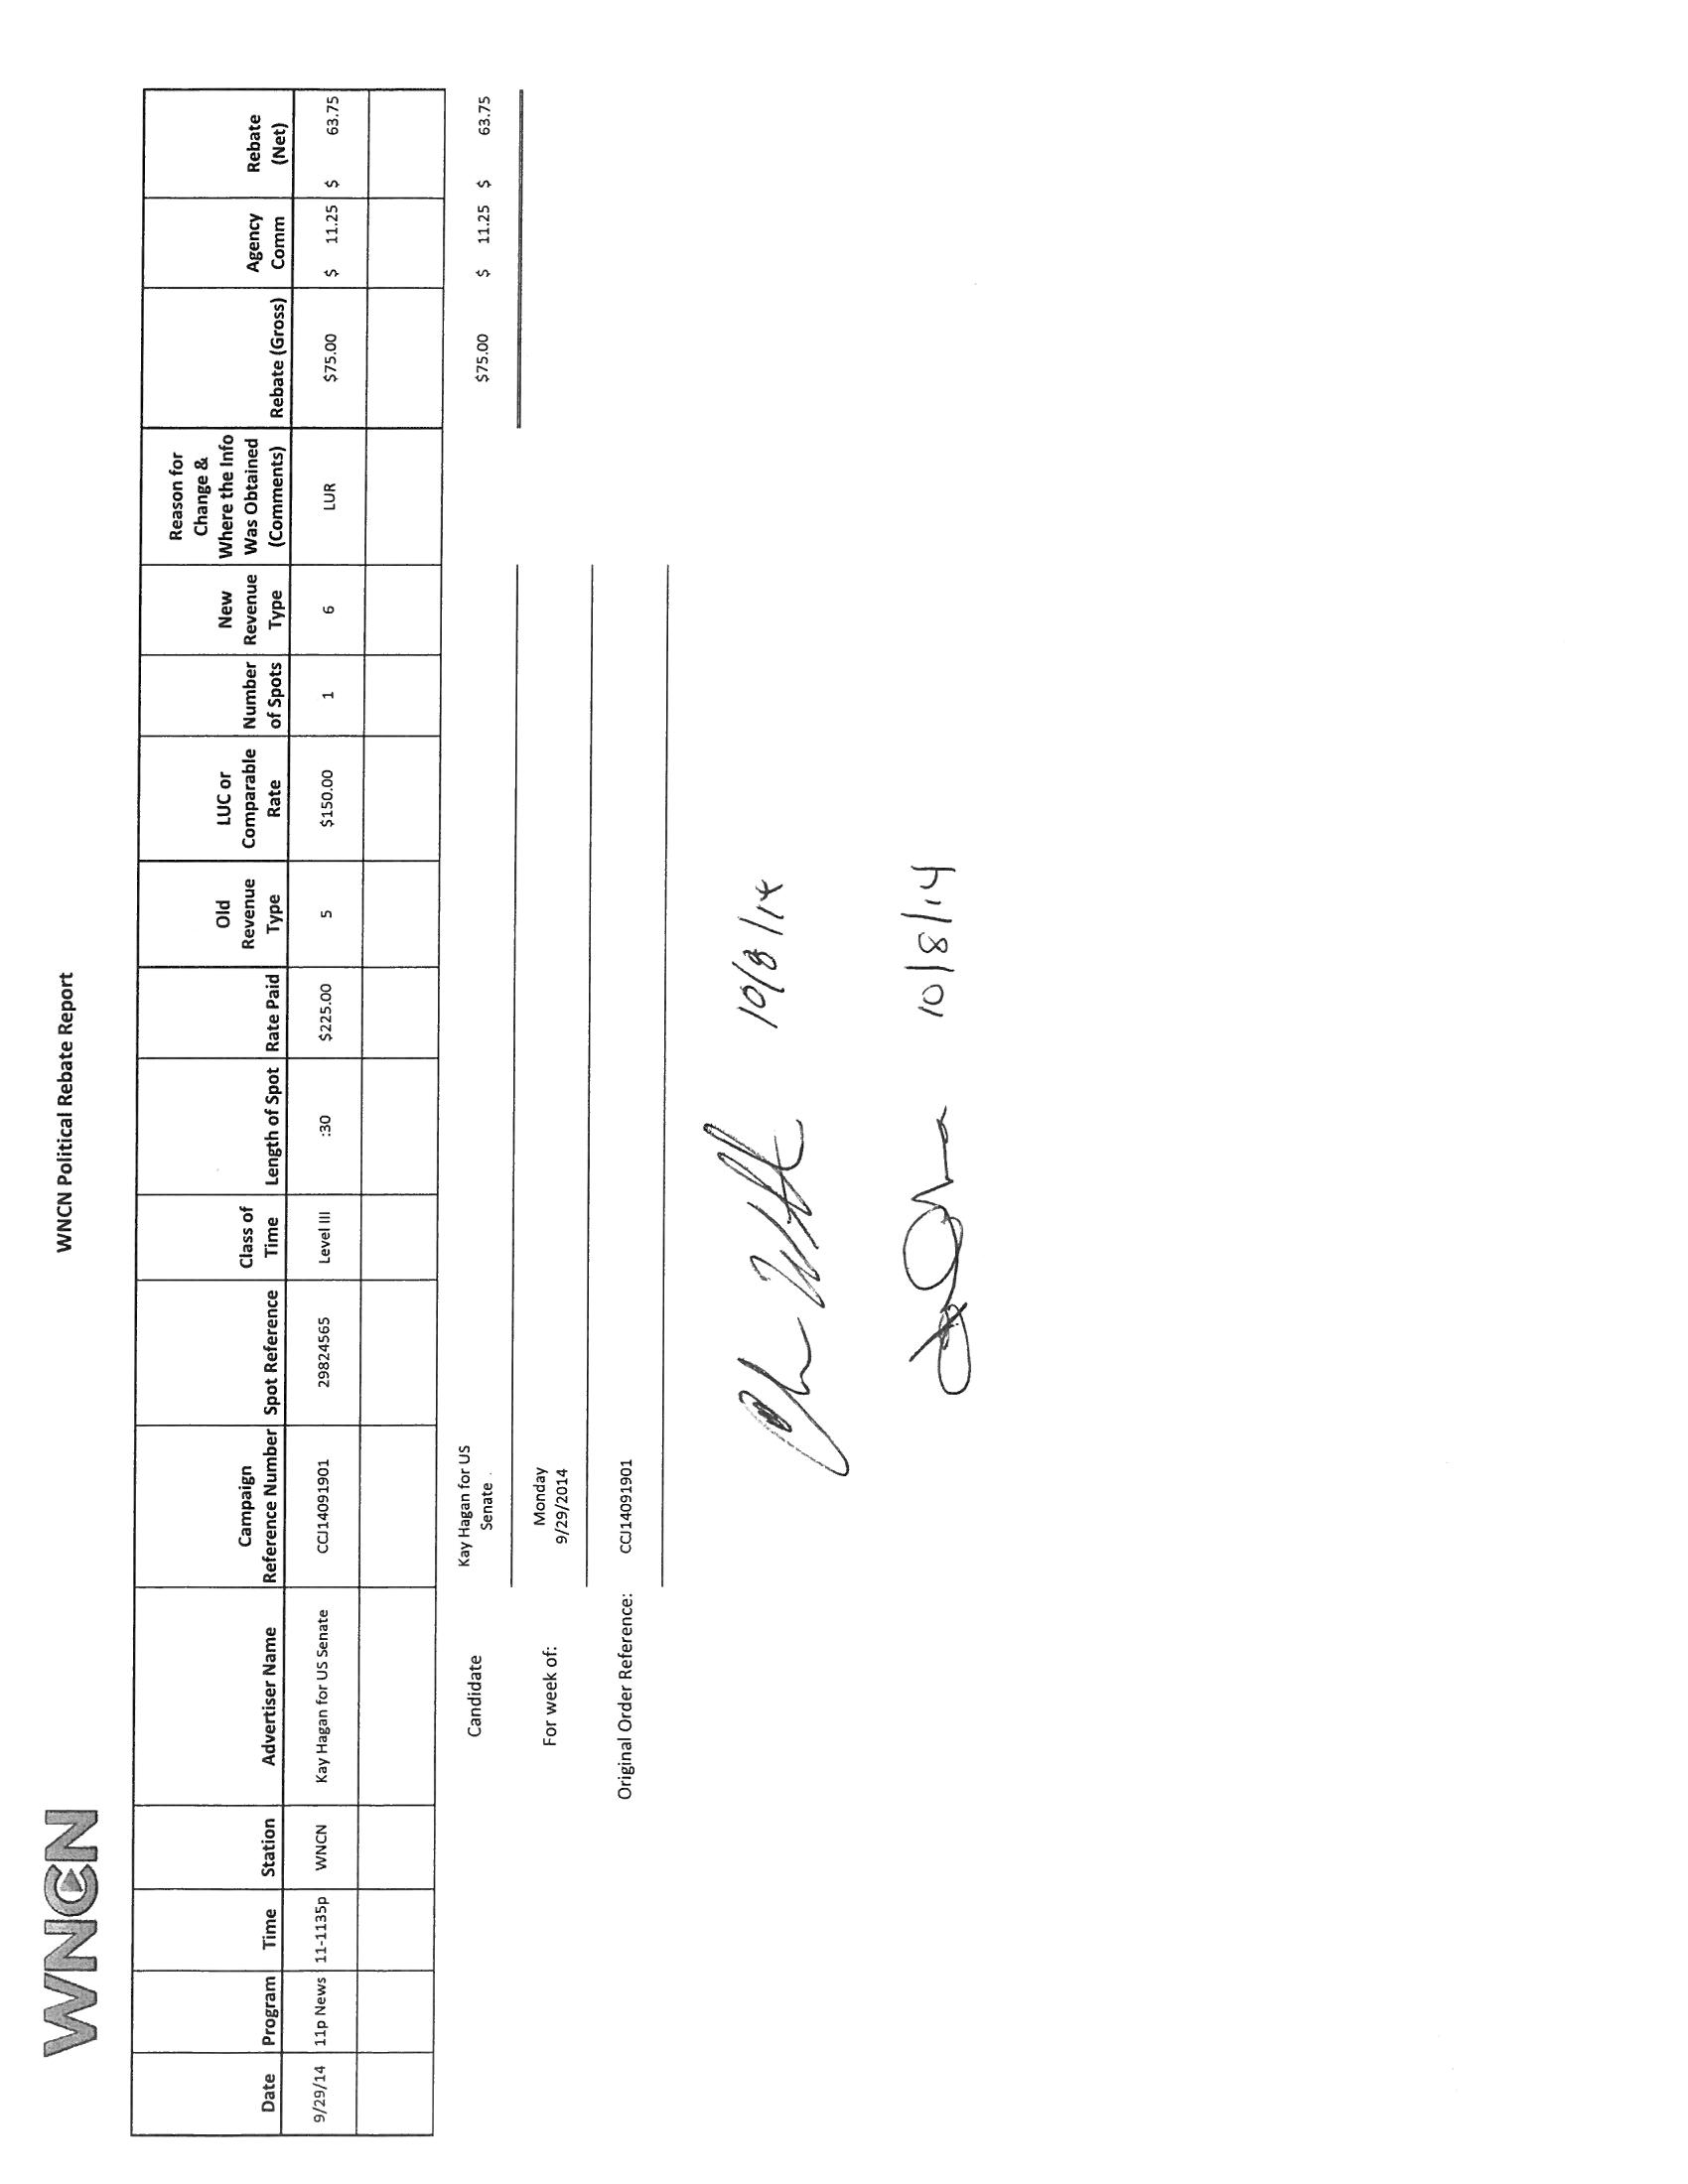 WNCN
WNCN Political Rebate Report
Date Program Time Station Advertiser Name Campaign Reference Number Spot Reference Class of Time Length of Spot Rate Paid Old Revenue Type LUC or Comparable Rate Number of Spots New Revenue Type Reason for Change & Where the Info Was Obtained (Comments) Rebate (Gross) Agency Comm Rebate (Net)
9/29/14 11p News 11-1135p WNCN Kay Hagan for US Senate CCJ14091901 29824565 Level III :30 $225.00 5 $150.00 1 6 LUR $75.00 $ 11.25 $ 63.75
Candidate Kay Hagan for US Senate $75.00 $ 11.25 $ 63.75
For week of: Monday 9/29/2014
Original Order Reference: CCJ14091901
10/8/14
10/8/14